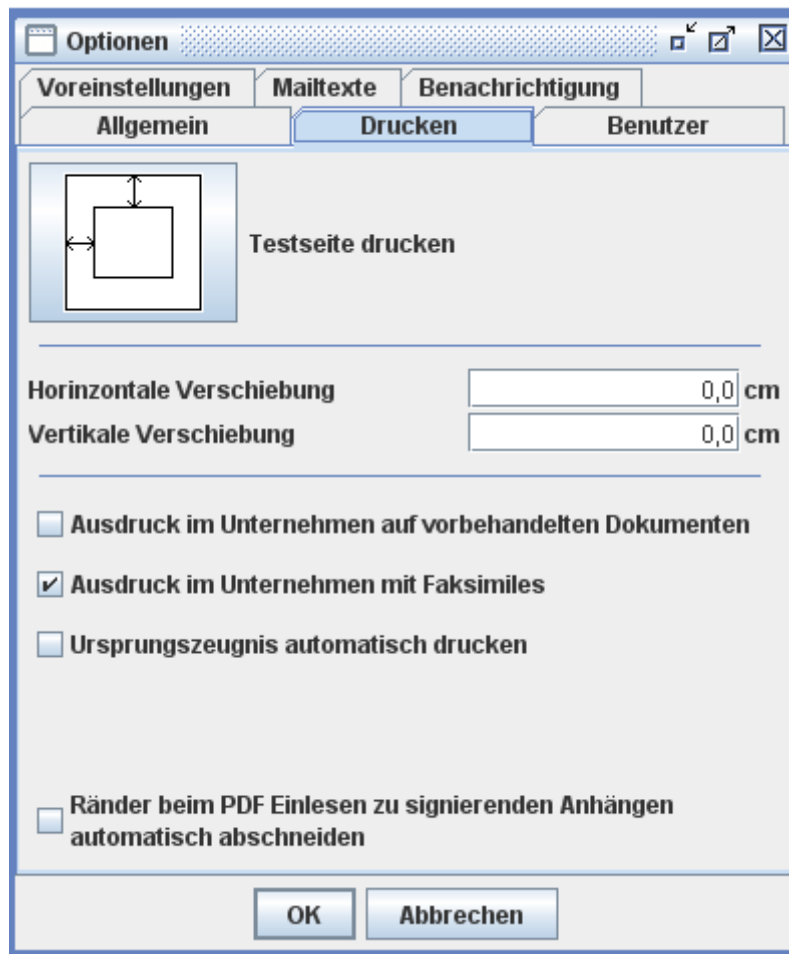 Optionen
Voreinstellungen Mailtexte Benachrichtigung
Allgemein Drucken Benutzer
Testseite drucken
Horinzontale Verschiebung 0,0 cm
Vertikale Verschiebung 0,0 cm
Ausdruck im Unternehmen auf vorbehandelten Dokumenten
Ausdruck im Unternehmen mit Faksimiles
Ursprungszeugnis automatisch drucken
Ränder beim PDF Einlesen zu signierenden Anhängen
automatisch abschneiden
OK Abbrechen